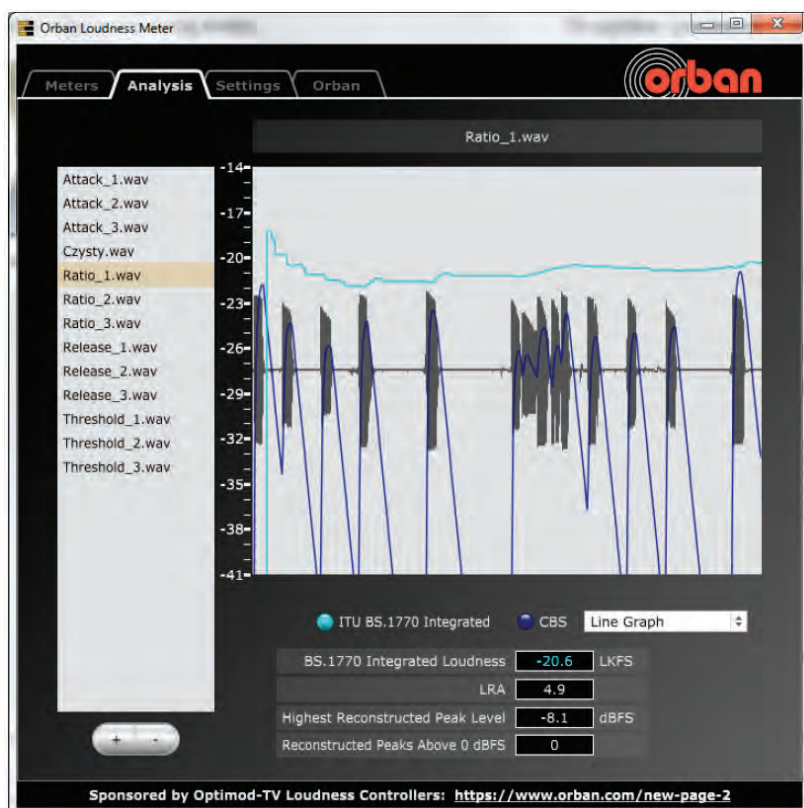 Orban Loudness Meter
Meters Analysis Settings Orban
orban
Ratio_1.wav
Attack_1.wav
Attack_2.wav
Attack_3.wav
Czysty.wav
Ratio_1.wav
Ratio_2.wav
Ratio_3.wav
Release_1.wav
Release_2.wav
Release_3.wav
Threshold_1.wav
Threshold_2.wav
Threshold_3.wav
+ -
-14
-17
-20
-23
-26
-29
-32
-35
-38
-41
ITU BS.1770 Integrated CBS Line Graph
BS.1770 Integrated Loudness -20.6 LKFS
LRA 4.9
Highest Reconstructed Peak Level -8.1 dBFS
Reconstructed Peaks Above 0 dBFS 0
Sponsored by Optimod-TV Loudness Controllers: https://www.orban.com/new-page-2